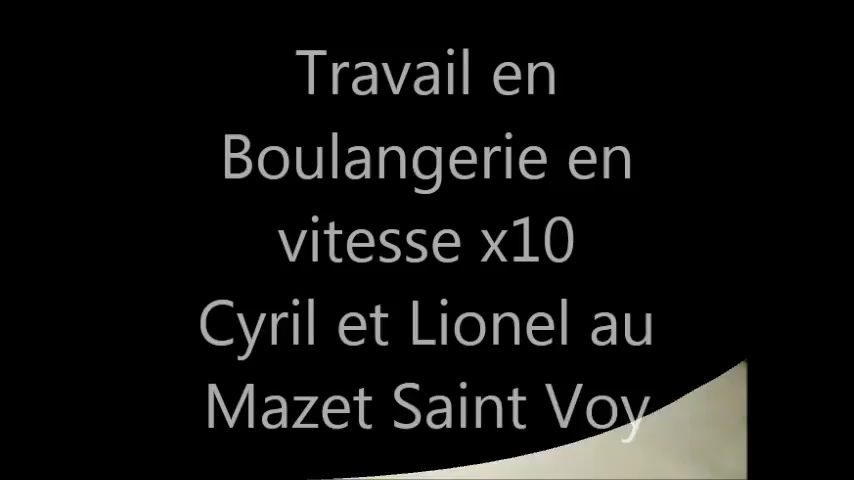 Travail en
Boulangerie en
vitesse x10
Cyril et Lionel au
Mazet Saint Voy